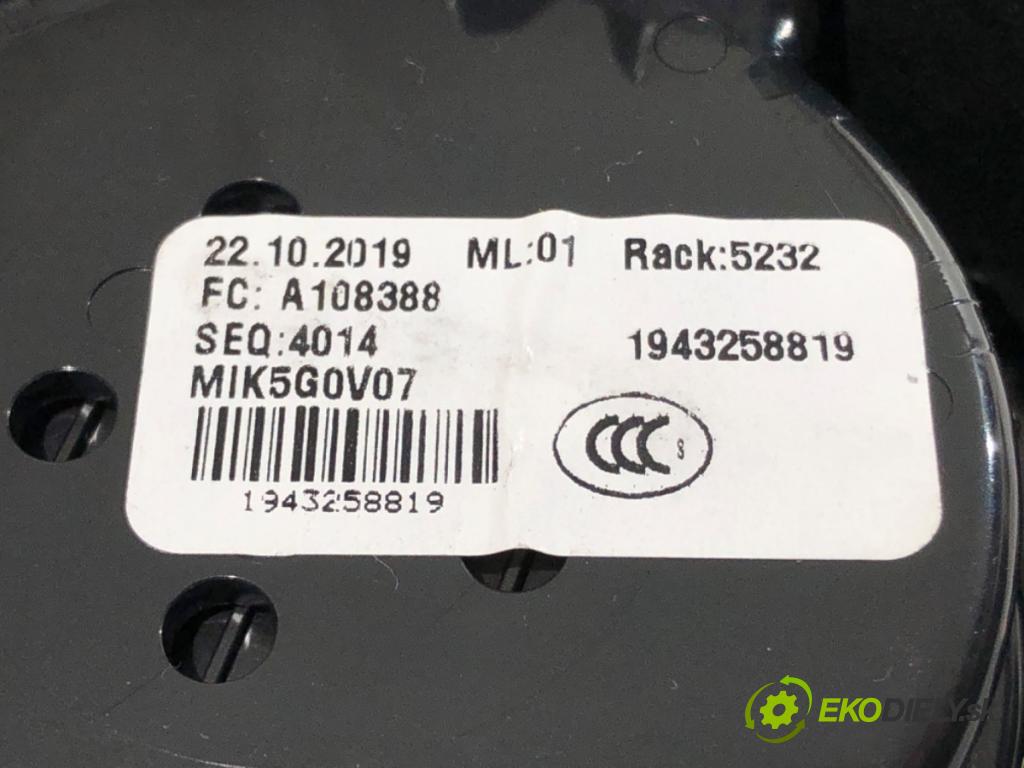 22.10.2019 ML:01 Rack:5232
FC: A108388
SEQ:4014 1943258819
MIK5G0V07
CCC S
1943258819
EKODIELY.sk